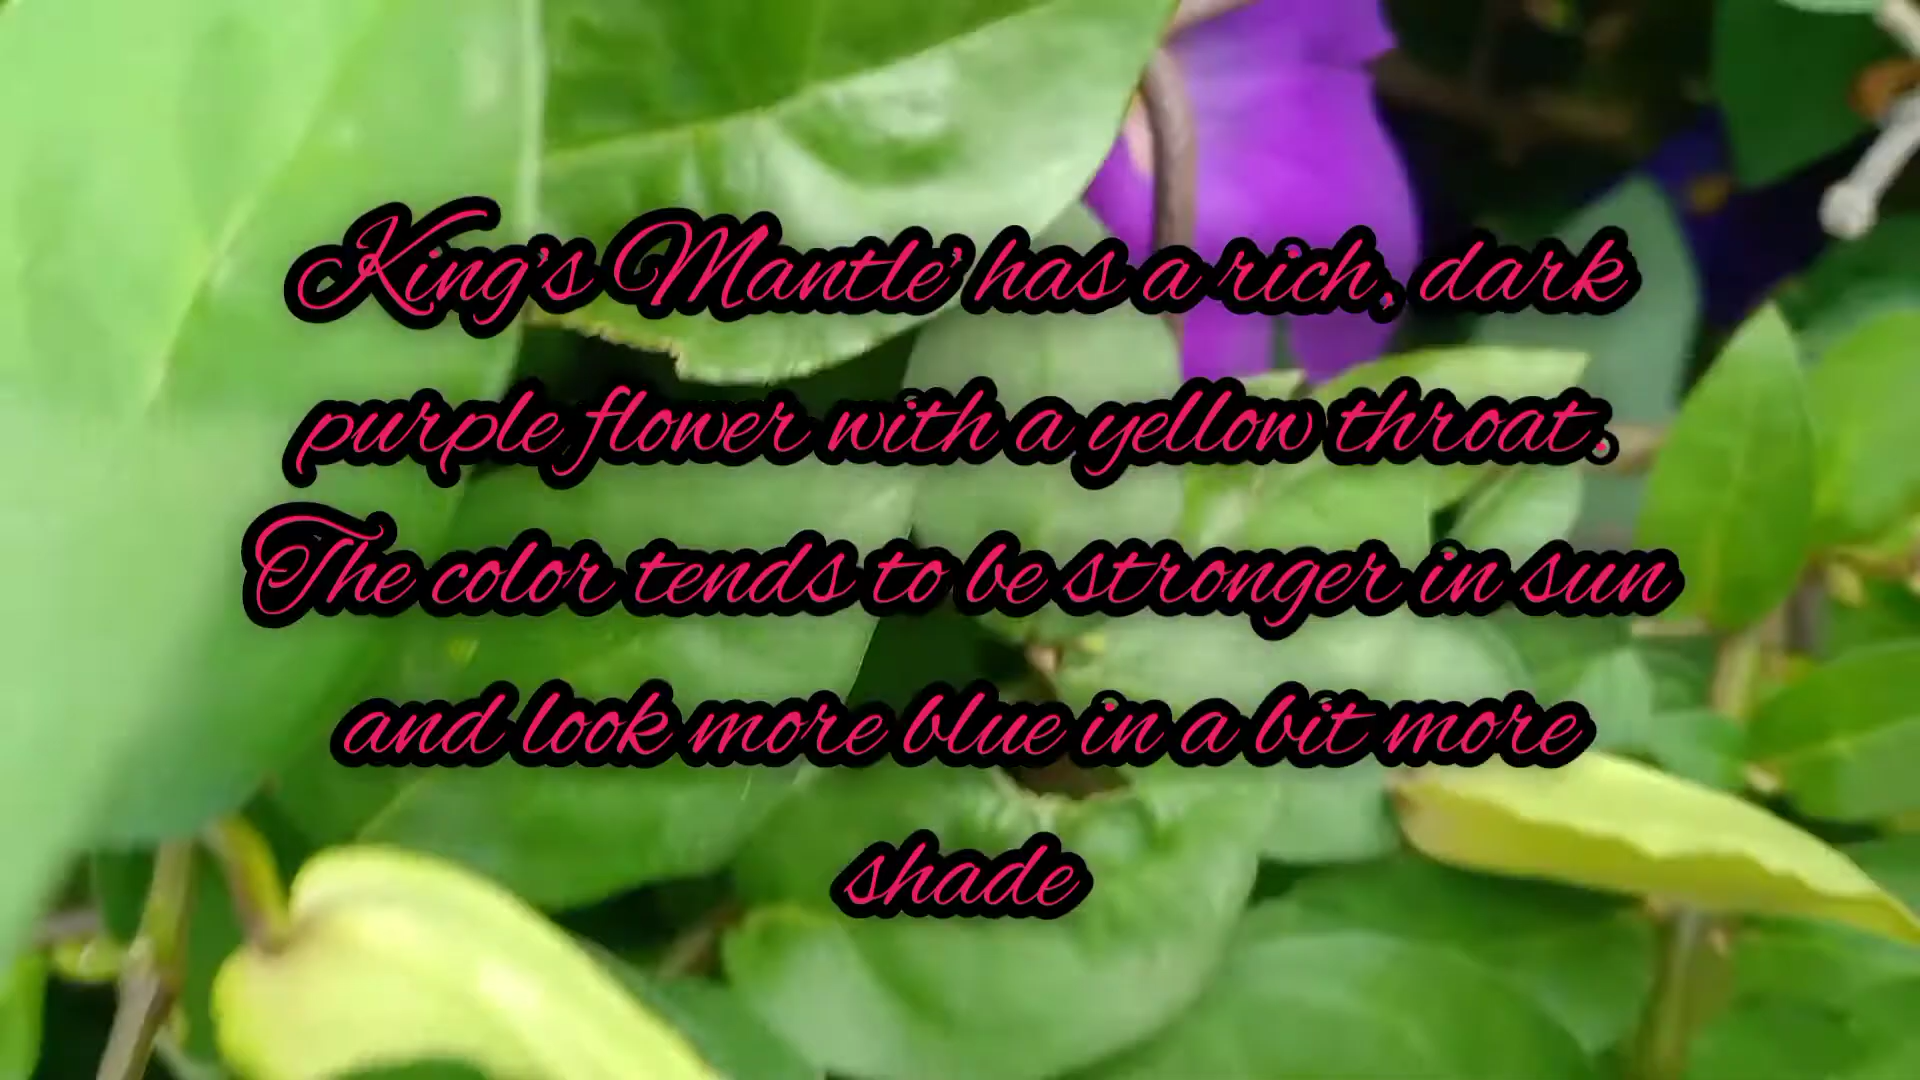 King's Mantle' has a rich, dark
purple flower with a yellow throat.
The color tends to be stronger in sun
and look more blue in a bit more
shade